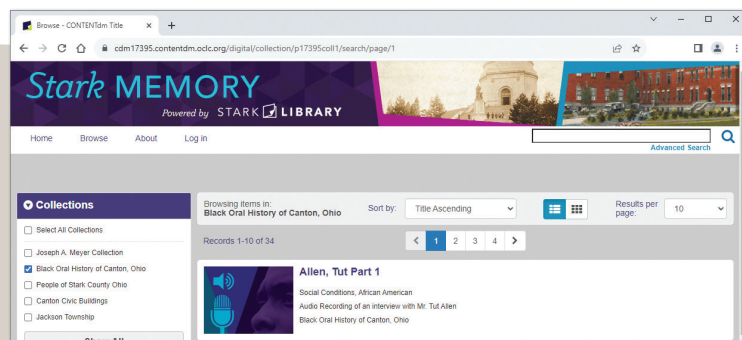 Browse - CONTENTdm Title
cdm17395.contentdm.oclc.org/digital/collection/p17395coll1/search/page/1
Stark MEMORY
Powered by STARK LIBRARY
Home Browse About Log in
Advanced Search
Collections
Select All Collections
Joseph A. Meyer Collection
Black Oral History of Canton, Ohio
People of Stark County Ohio
Canton Civic Buildings
Jackson Township
Show All
Browsing items in:
Black Oral History of Canton, Ohio
Sort by: Title Ascending
Results per page: 10
Records 1-10 of 34
1 2 3 4
Allen, Tut Part 1
Social Conditions, African American
Audio Recording of an interview with Mr. Tut Allen
Black Oral History of Canton, Ohio